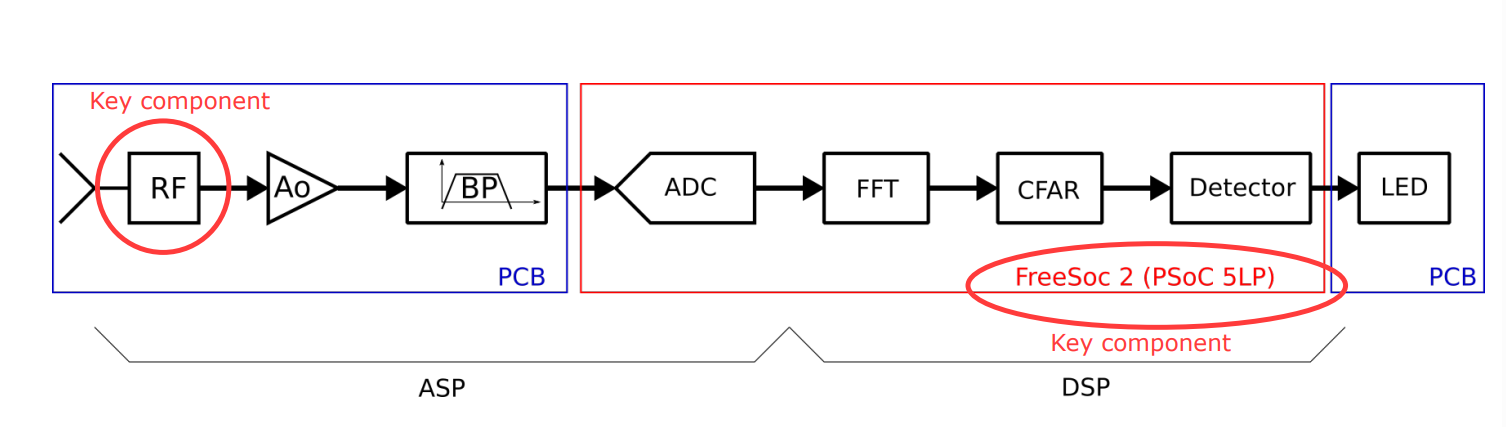 Key component
RF
Ao
BP
ADC
FFT
CFAR
Detector
LED
PCB
FreeSoc 2 (PSoC 5LP)
PCB
Key component
ASP
DSP